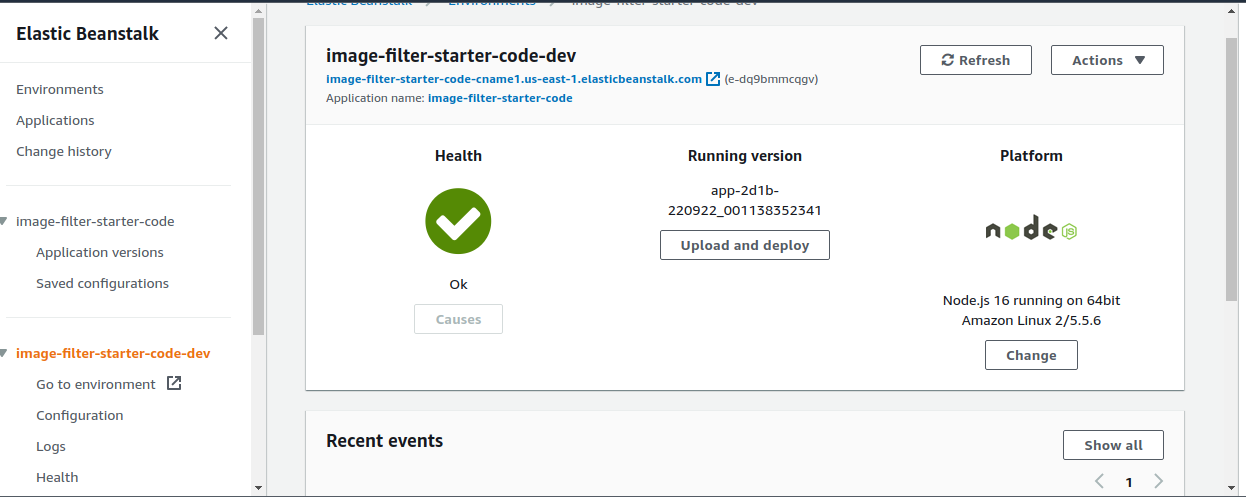 Elastic Beanstalk
Environments
Applications
Change history
image-filter-starter-code
Application versions
Saved configurations
image-filter-starter-code-dev
Go to environment
Configuration
Logs
Health
Elastic Beanstalk > Environments > image-filter-starter-code-dev
image-filter-starter-code-dev
image-filter-starter-code-cname1.us-east-1.elasticbeanstalk.com (e-dq9bmmcqgv)
Application name: image-filter-starter-code
Refresh
Actions
Health
Ok
Causes
Running version
app-2d1b-
220922_001138352341
Upload and deploy
Platform
node JS
Node.js 16 running on 64bit
Amazon Linux 2/5.5.6
Change
Recent events
Show all
1